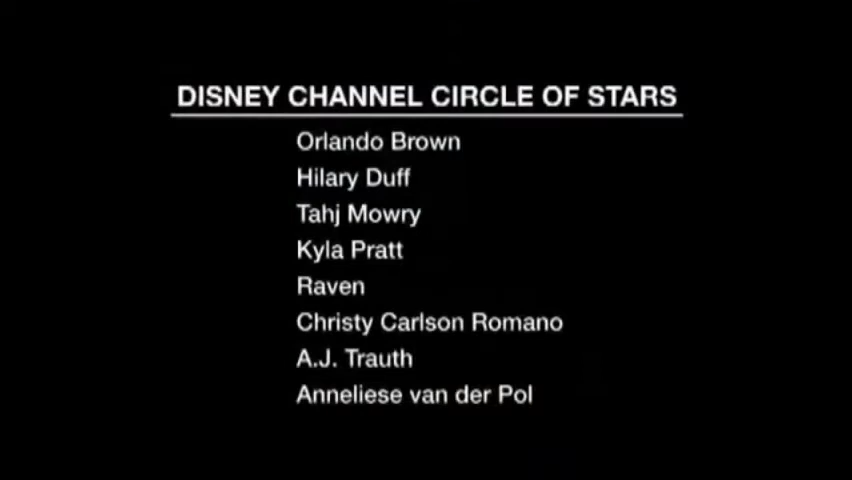 DISNEY CHANNEL CIRCLE OF STARS
Orlando Brown
Hilary Duff
Tahj Mowry
Kyla Pratt
Raven
Christy Carlson Romano
A.J. Trauth
Anneliese van der Pol